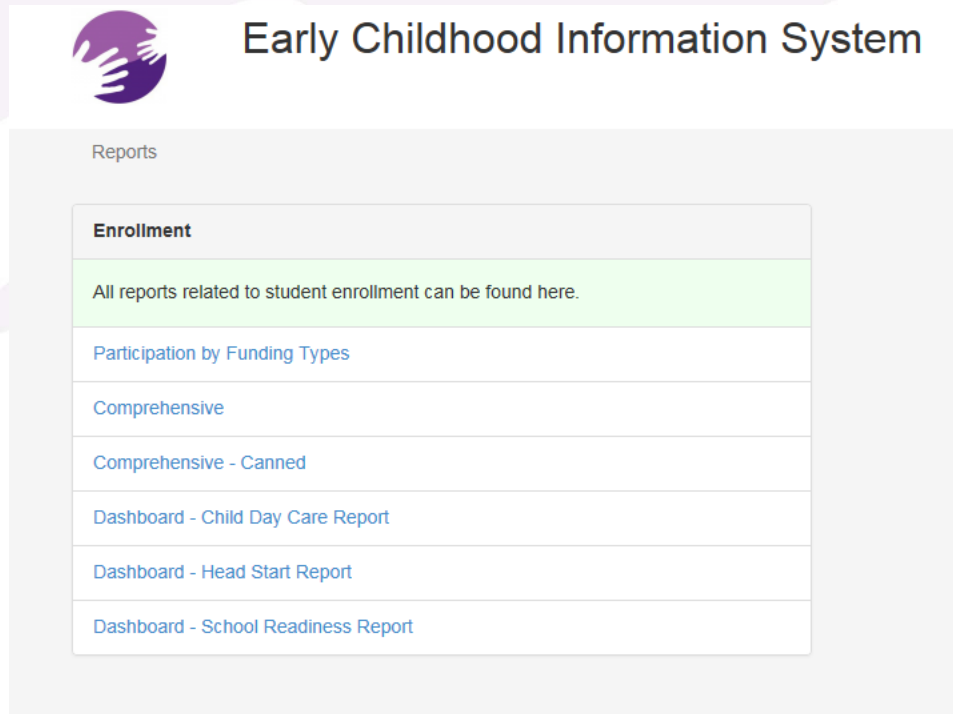 Early Childhood Information System
Reports
Enrollment
All reports related to student enrollment can be found here.
Participation by Funding Types
Comprehensive
Comprehensive - Canned
Dashboard - Child Day Care Report
Dashboard - Head Start Report
Dashboard - School Readiness Report